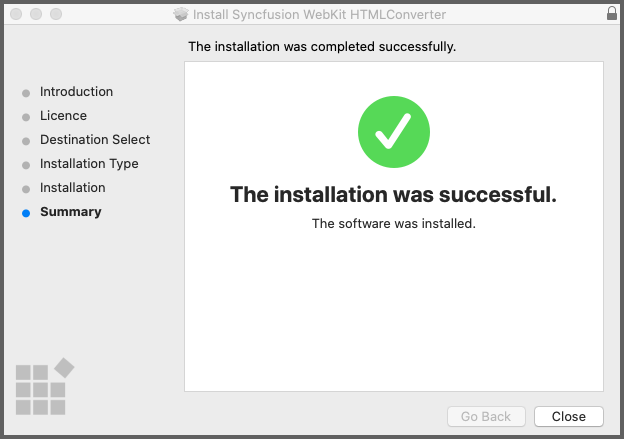 Install Syncfusion WebKit HTMLConverter
The installation was completed successfully.
Introduction
Licence
Destination Select
Installation Type
Installation
Summary
The installation was successful.
The software was installed.
Go Back
Close